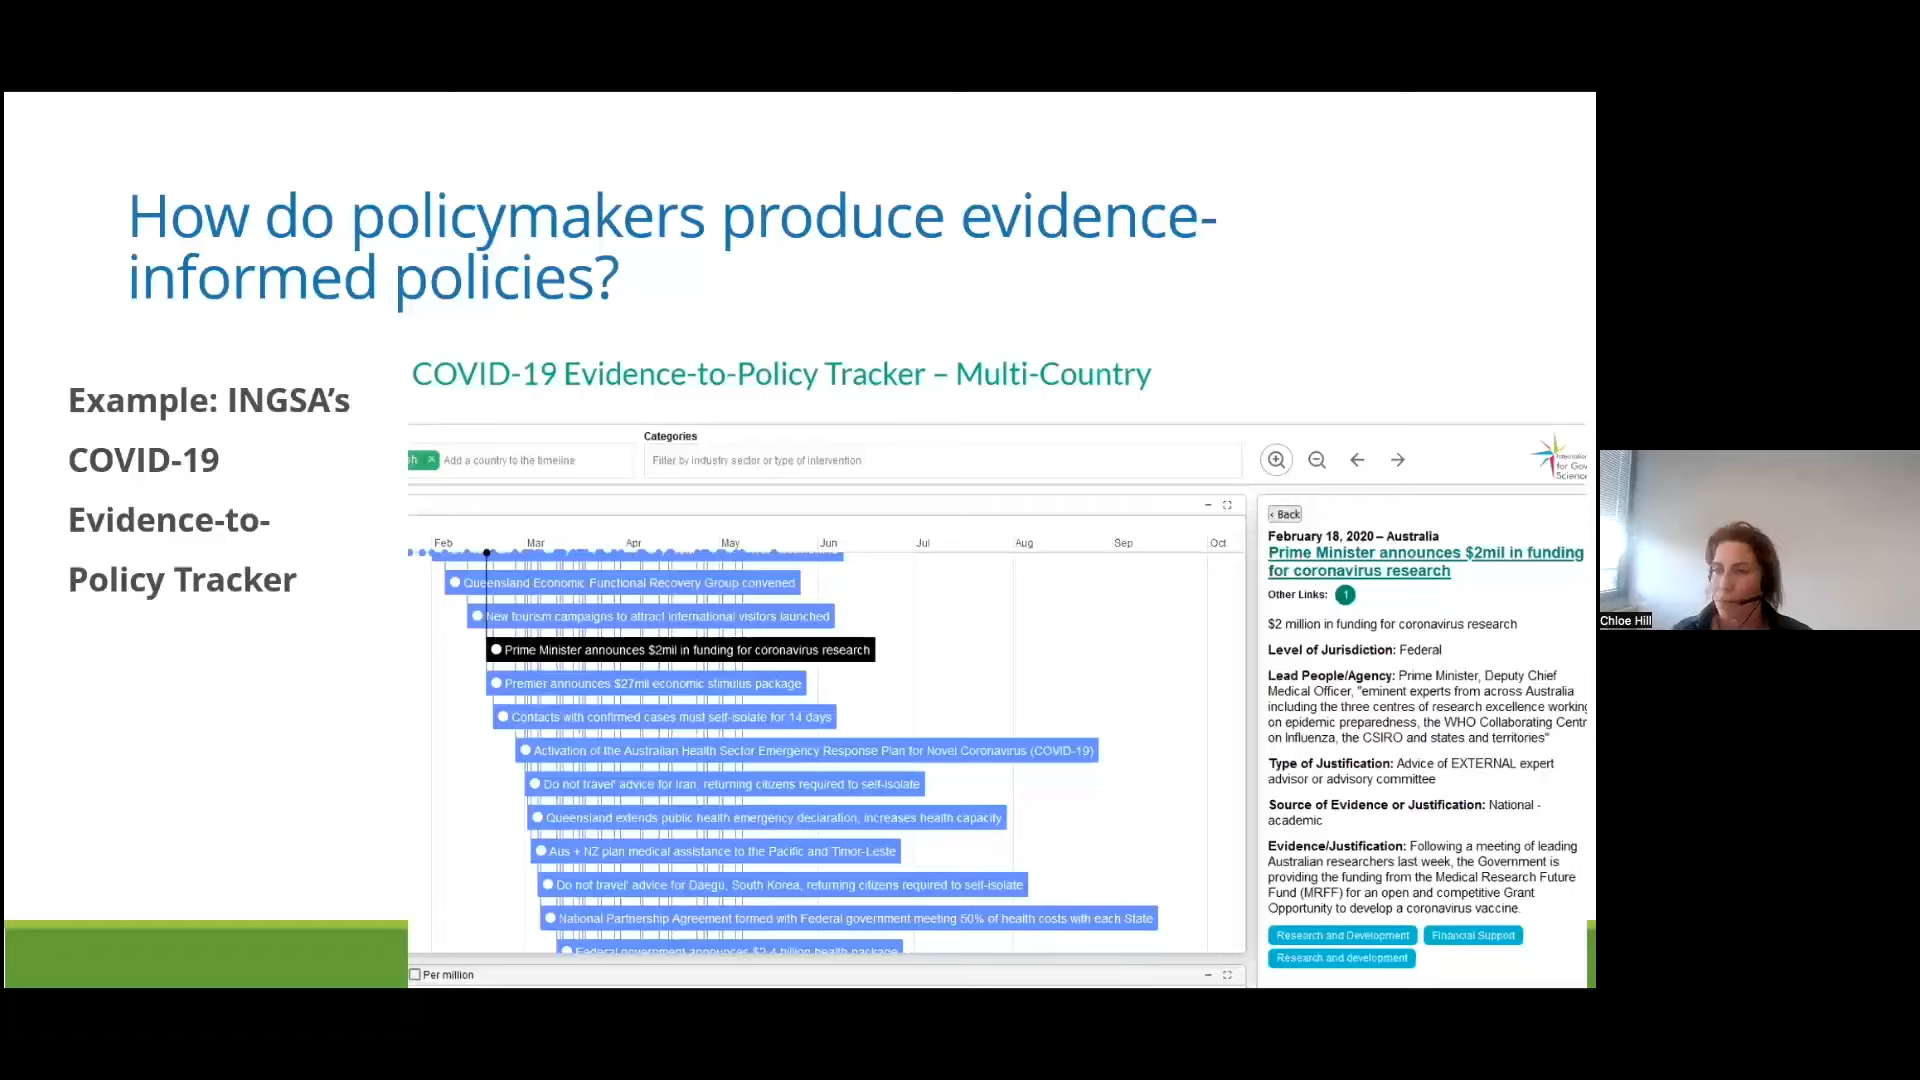 How do policymakers produce evidence-
informed policies?
Example: INGSA's
COVID-19
Evidence-to-
Policy Tracker
COVID-19 Evidence-to-Policy Tracker – Multi-Country
Categories
sh × Add a country to the timeline
Filter by industry sector or type of intervention
for Gov
Science
Feb Mar Apr May Jun Jul Aug Sep Oct
Queensland Economic Functional Recovery Group convened
New tourism campaigns to attract international visitors launched
Prime Minister announces $2mil in funding for coronavirus research
Premier announces $27mil economic stimulus package
Contacts with confirmed cases must self-isolate for 14 days
Activation of the Australian Health Sector Emergency Response Plan for Novel Coronavirus (COVID-19)
Do not travel' advice for Iran, returning citizens required to self-isolate
Queensland extends public health emergency declaration, increases health capacity
Aus + NZ plan medical assistance to the Pacific and Timor-Leste
Do not travel' advice for Daegu, South Korea, returning citizens required to self-isolate
National Partnership Agreement formed with Federal government meeting 50% of health costs with each State
Federal government announces $2.4 billion health package
Per million
‹ Back
February 18, 2020 – Australia
Prime Minister announces $2mil in funding
for coronavirus research
Other Links: 1
$2 million in funding for coronavirus research
Level of Jurisdiction: Federal
Lead People/Agency: Prime Minister, Deputy Chief
Medical Officer, "eminent experts from across Australia
including the three centres of research excellence working
on epidemic preparedness, the WHO Collaborating Centr
on Influenza, the CSIRO and states and territories"
Type of Justification: Advice of EXTERNAL expert
advisor or advisory committee
Source of Evidence or Justification: National -
academic
Evidence/Justification: Following a meeting of leading
Australian researchers last week, the Government is
providing the funding from the Medical Research Future
Fund (MRFF) for an open and competitive Grant
Opportunity to develop a coronavirus vaccine.
Research and Development Financial Support
Research and development
Chloe Hill